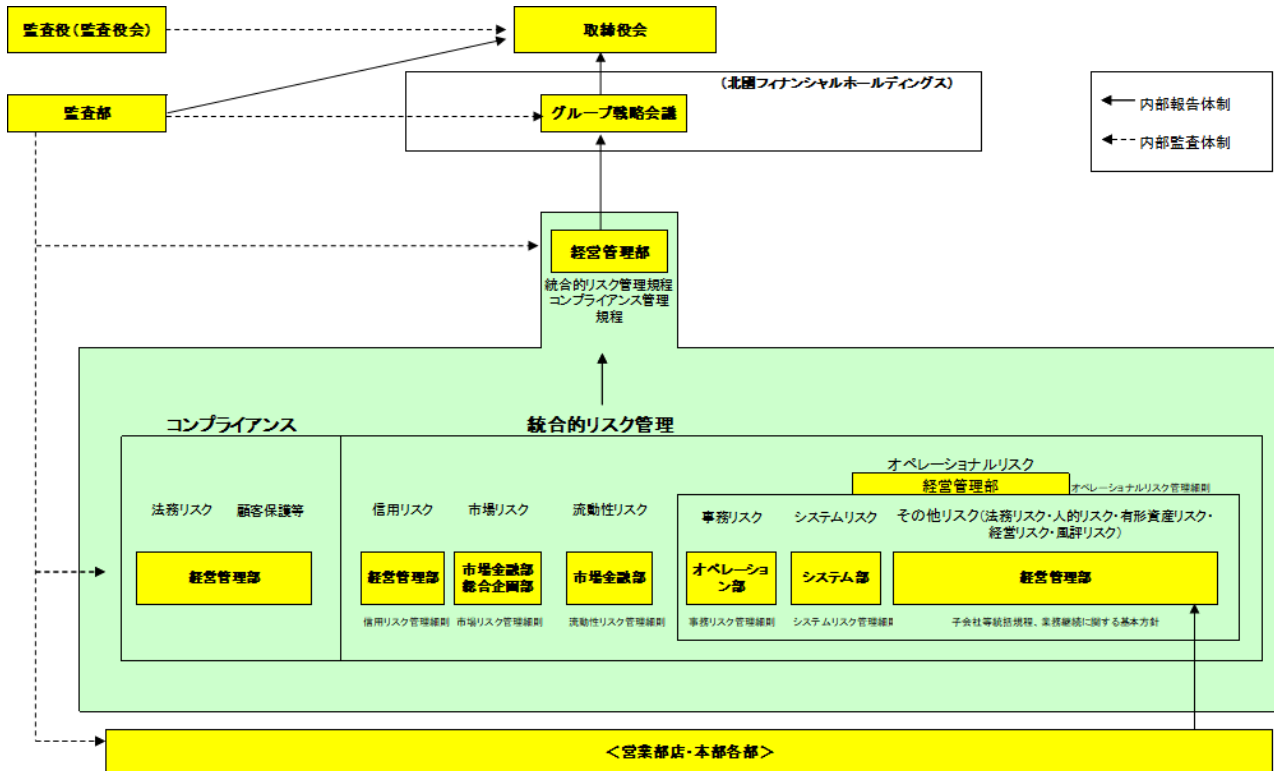 監査役（監査役会）
取締役会
（北國フィナンシャルホールディングス）
監査部
グループ戦略会議
内部報告体制
内部監査体制
経営管理部
統合的リスク管理規程
コンプライアンス管理
規程
コンプライアンス
統合的リスク管理
オペレーショナルリスク
経営管理部
オペレーショナルリスク管理細則
法務リスク
顧客保護等
信用リスク
市場リスク
流動性リスク
事務リスク
システムリスク
その他リスク（法務リスク・人的リスク・有形資産リスク・
経営リスク・風評リスク）
経営管理部
経営管理部
市場金融部
総合企画部
市場金融部
オペレーショ
ン部
システム部
経営管理部
信用リスク管理細則
市場リスク管理細則
流動性リスク管理細則
事務リスク管理細則
システムリスク管理細則
子会社等統括規程、業務継続に関する基本方針
＜営業部店・本部各部＞